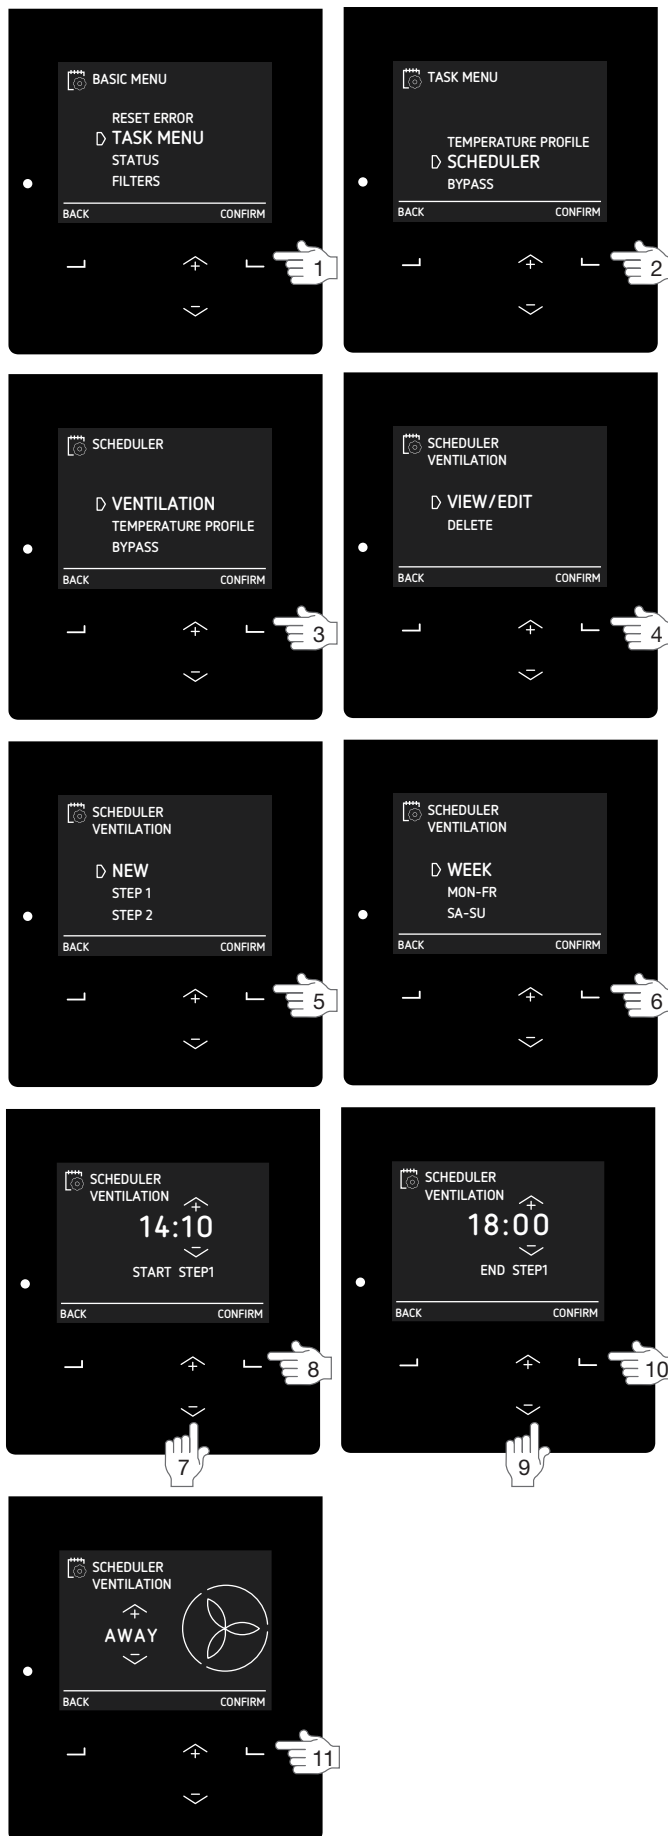 BASIC MENU
RESET ERROR
TASK MENU
STATUS
FILTERS
BACK CONFIRM
1
TASK MENU
TEMPERATURE PROFILE
SCHEDULER
BYPASS
BACK CONFIRM
2
SCHEDULER
VENTILATION
TEMPERATURE PROFILE
BYPASS
BACK CONFIRM
3
SCHEDULER
VENTILATION
VIEW/EDIT
DELETE
BACK CONFIRM
4
SCHEDULER
VENTILATION
NEW
STEP 1
STEP 2
BACK CONFIRM
5
SCHEDULER
VENTILATION
WEEK
MON-FR
SA-SU
BACK CONFIRM
6
SCHEDULER
VENTILATION
14:10
START STEP1
BACK CONFIRM
8
7
SCHEDULER
VENTILATION
18:00
END STEP1
BACK CONFIRM
10
9
SCHEDULER
VENTILATION
AWAY
BACK CONFIRM
11